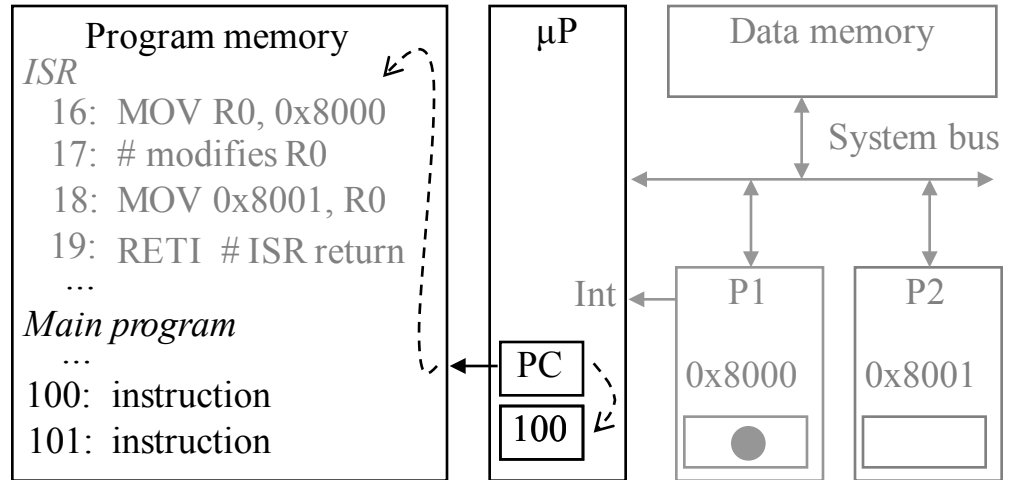 Program memory
ISR
16: MOV R0, 0x8000
17: # modifies R0
18: MOV 0x8001, R0
19: RETI # ISR return
...
Main program
...
100: instruction
101: instruction
µP
Int
PC
100
Data memory
System bus
P1
0x8000
P2
0x8001